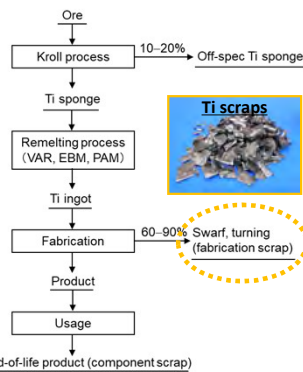 Ore
Kroll process
10–20%
Off-spec Ti sponge
Ti sponge
Ti scraps
Remelting process
(VAR, EBM, PAM)
Ti ingot
Fabrication
60–90%
Swarf, turning
(fabrication scrap)
Product
Usage
d-of-life product (component scrap)